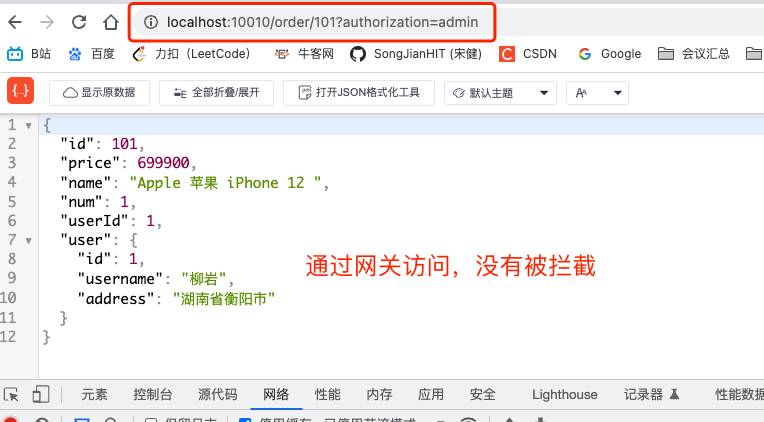 localhost:10010/order/101?authorization=admin
B站 百度 力扣（LeetCode） 牛客网 SongJianHIT (宋健) CSDN Google 会议汇总
显示原数据 全部折叠/展开 打开JSON格式化工具 默认主题
1 {
2 "id": 101,
3 "price": 699900,
4 "name": "Apple 苹果 iPhone 12 ",
5 "num": 1,
6 "userId": 1,
7 "user": {
8 "id": 1,
9 "username": "柳岩",
10 "address": "湖南省衡阳市"
11 }
12 }
通过网关访问，没有被拦截
元素 控制台 源代码 网络 性能 内存 应用 安全 Lighthouse 记录器 性能数据